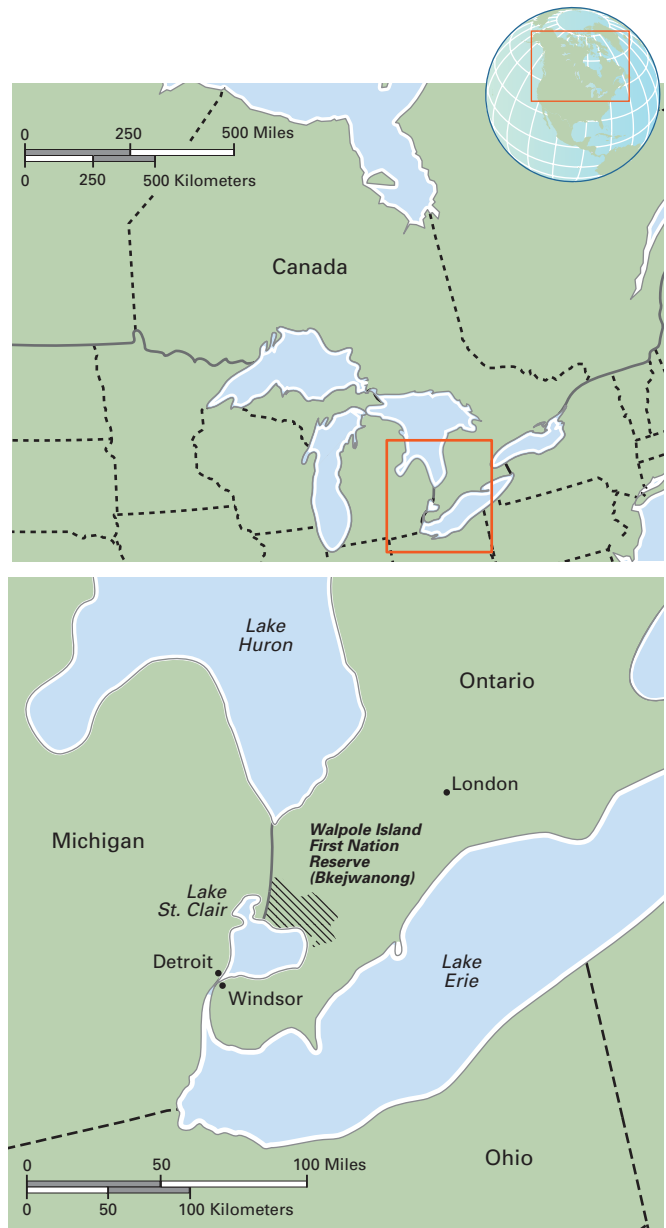 0 250 500 Miles
0 250 500 Kilometers
Canada
Lake
Huron
Ontario
London
Michigan
Walpole Island
First Nation
Reserve
(Bkejwanong)
Lake
St. Clair
Detroit
Windsor
Lake
Erie
Ohio
0 50 100 Miles
0 50 100 Kilometers